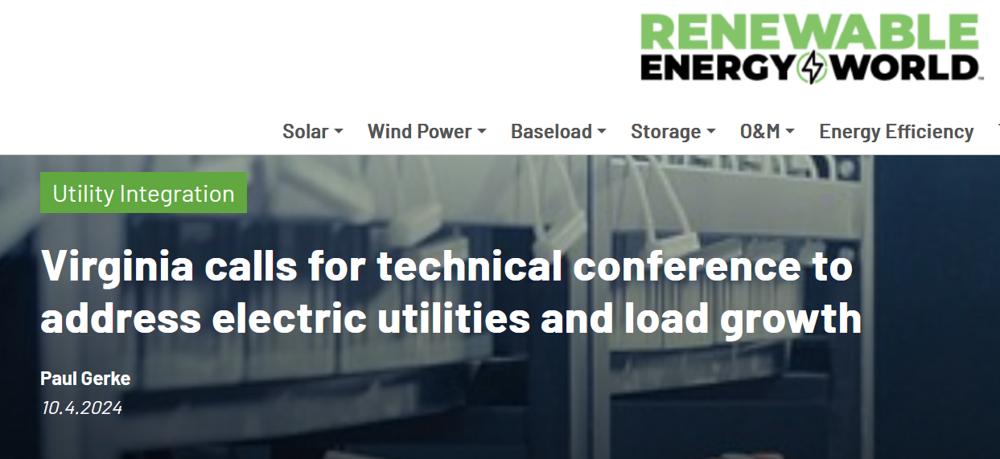 RENEWABLE
ENERGY WORLD
Solar Wind Power Baseload Storage O&M Energy Efficiency
Utility Integration
Virginia calls for technical conference to
address electric utilities and load growth
Paul Gerke
10.4.2024